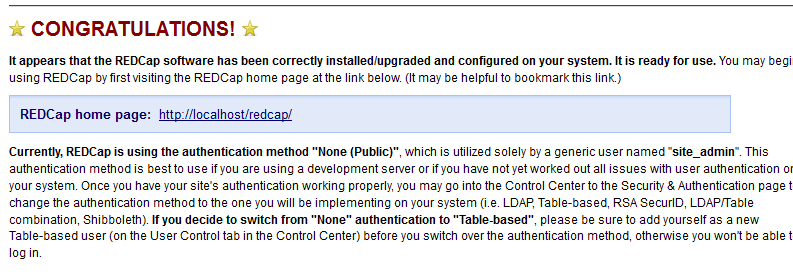 CONGRATULATIONS!
It appears that the REDCap software has been correctly installed/upgraded and configured on your system. It is ready for use. You may begin
using REDCap by first visiting the REDCap home page at the link below. (It may be helpful to bookmark this link.)
REDCap home page: http://localhost/redcap/
Currently, REDCap is using the authentication method "None (Public)", which is utilized solely by a generic user named "site_admin". This
authentication method is best to use if you are using a development server or if you have not yet worked out all issues with user authentication on
your system. Once you have your site's authentication working properly, you may go into the Control Center to the Security & Authentication page t
change the authentication method to the one you will be implementing on your system (i.e. LDAP, Table-based, RSA SecurID, LDAP/Table
combination, Shibboleth). If you decide to switch from "None" authentication to "Table-based", please be sure to add yourself as a new
Table-based user (on the User Control tab in the Control Center) before you switch over the authentication method, otherwise you won't be able t
log in.